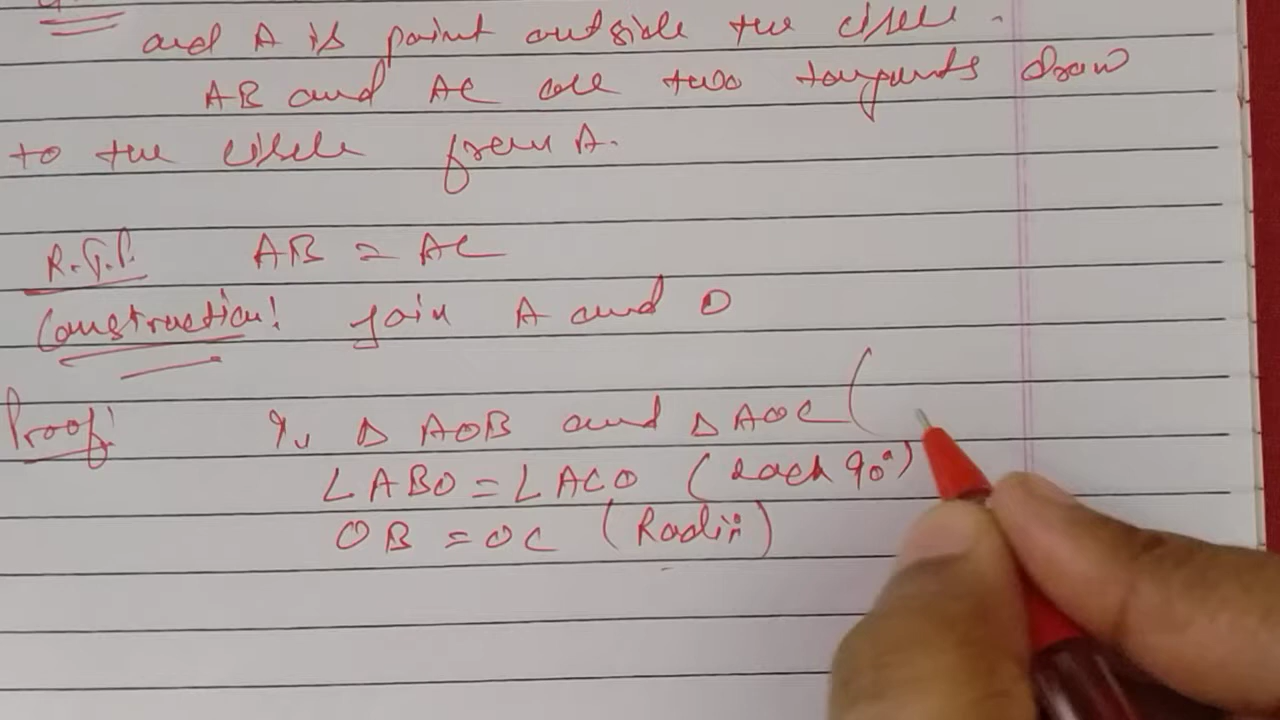 and A is point outside the circle.
AB and AC are two tangents draw
to the circle from A.
R.T.P. AB = AC
Construction! Join A and O
Proof! In Δ AOB and Δ AOC (
∠ABO = ∠ACO (each 90°)
OB = OC (Radii)